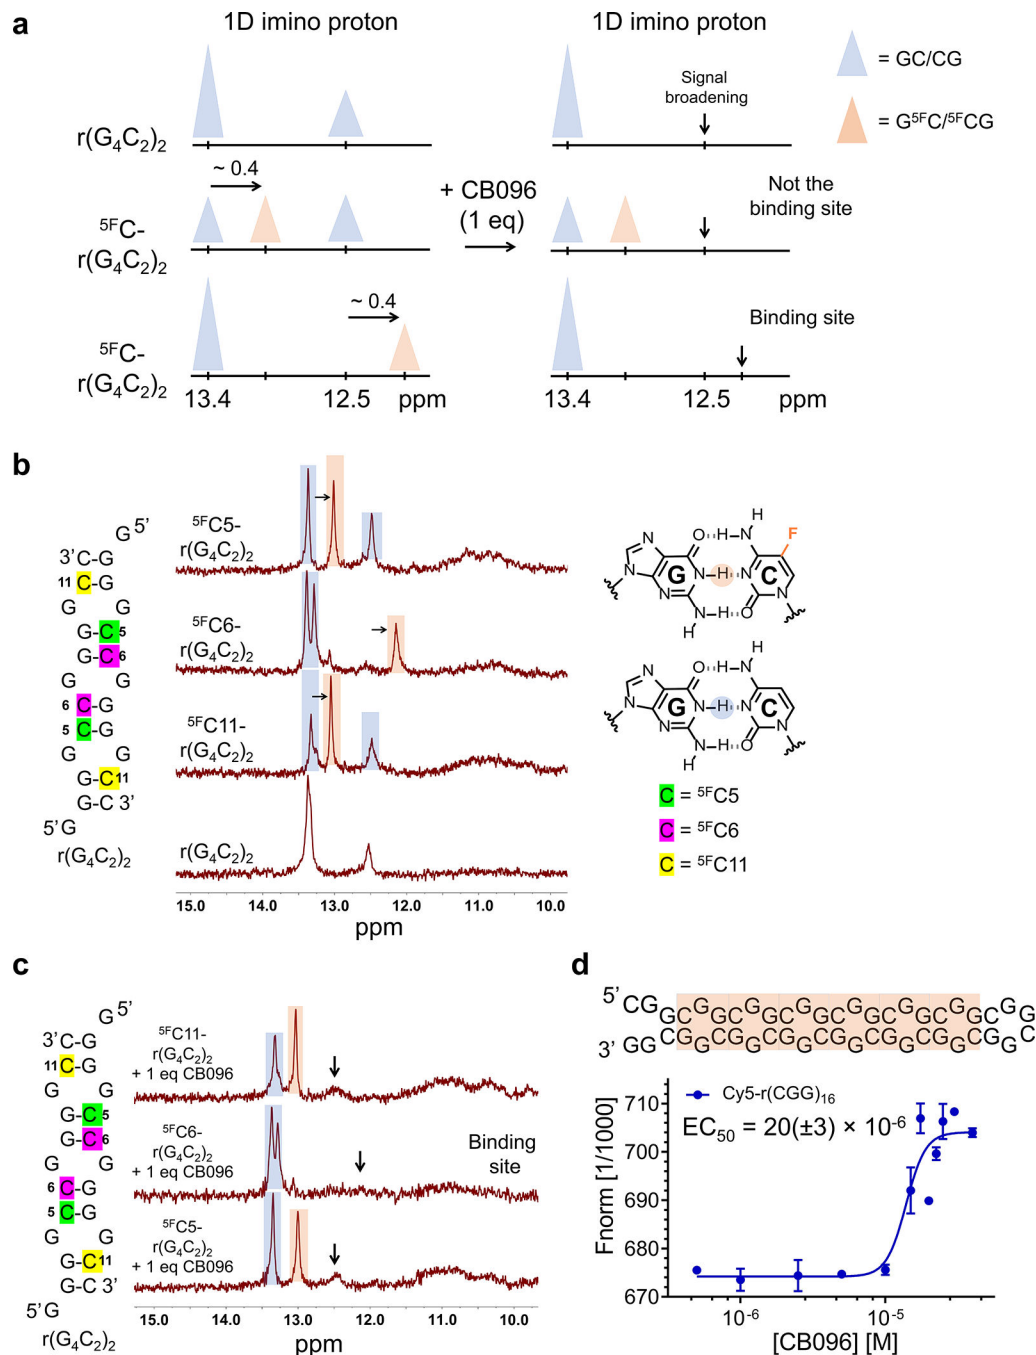 a
1D imino proton
1D imino proton
= GC/CG
Signal
broadening
r(G₄C₂)₂
= G⁵ᶠC/⁵ᶠCG
~ 0.4
+ CB096
(1 eq)
Not the
binding site
⁵ᶠC-
r(G₄C₂)₂
~ 0.4
Binding site
⁵ᶠC-
r(G₄C₂)₂
13.4 12.5 ppm
13.4 12.5 ppm
b
G 5'
3'C-G
11 C-G
G G
G-C 5
G-C 6
G G
6 C-G
5 C-G
G G
G-C 11
G-C 3'
5'G
r(G₄C₂)₂
⁵ᶠC5-
r(G₄C₂)₂
⁵ᶠC6-
r(G₄C₂)₂
⁵ᶠC11-
r(G₄C₂)₂
r(G₄C₂)₂
15.0 14.0 13.0 12.0 11.0 10.0
ppm
H
O H-N F
N G N-H N C
N N-H O N
H
H
O H-N
N G N-H N C
N N-H O N
H
C = ⁵ᶠC5
C = ⁵ᶠC6
C = ⁵ᶠC11
c
G 5'
3'C-G
11 C-G
G G
G-C 5
G-C 6
G G
6 C-G
5 C-G
G G
G-C 11
G-C 3'
5'G
r(G₄C₂)₂
⁵ᶠC11-
r(G₄C₂)₂
+ 1 eq CB096
⁵ᶠC6-
r(G₄C₂)₂
+ 1 eq CB096
Binding
site
⁵ᶠC5-
r(G₄C₂)₂
+ 1 eq CB096
15.0 14.0 13.0 12.0 11.0 10.0
ppm
d
5' CGGCGGCGGCGGCGGCGGCGGCGG
3' GGCGGCGGCGGCGGCGGCGGCGGC
Cy5-r(CGG)₁₆
EC₅₀ = 20(±3) × 10⁻⁶
710
700
690
680
670
Fnorm [1/1000]
10⁻⁶ 10⁻⁵
[CB096] [M]